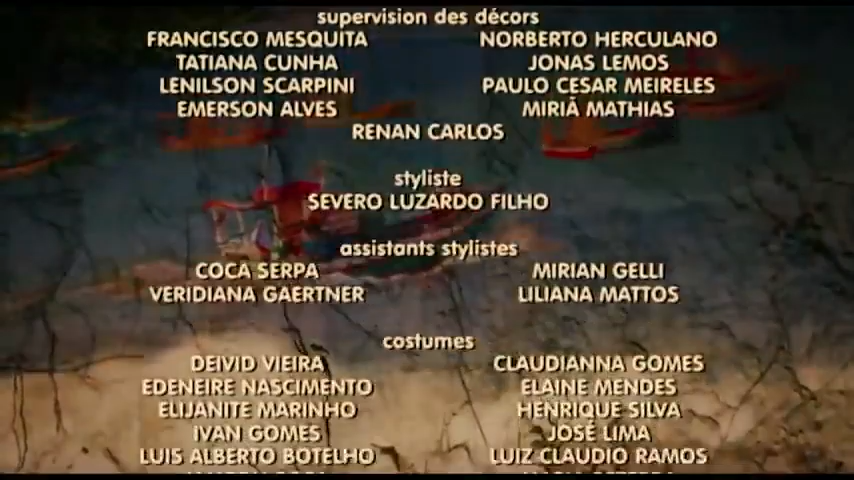 supervision des décors
FRANCISCO MESQUITA NORBERTO HERCULANO
TATIANA CUNHA JONAS LEMOS
LENILSON SCARPINI PAULO CESAR MEIRELES
EMERSON ALVES MIRIÃ MATHIAS
RENAN CARLOS
styliste
SEVERO LUZARDO FILHO
assistants stylistes
COCA SERPA MIRIAN GELLI
VERIDIANA GAERTNER LILIANA MATTOS
costumes
DEIVID VIEIRA CLAUDIANNA GOMES
EDENEIRE NASCIMENTO ELAINE MENDES
ELIJANITE MARINHO HENRIQUE SILVA
IVAN GOMES JOSÉ LIMA
LUIS ALBERTO BOTELHO LUIZ CLAUDIO RAMOS